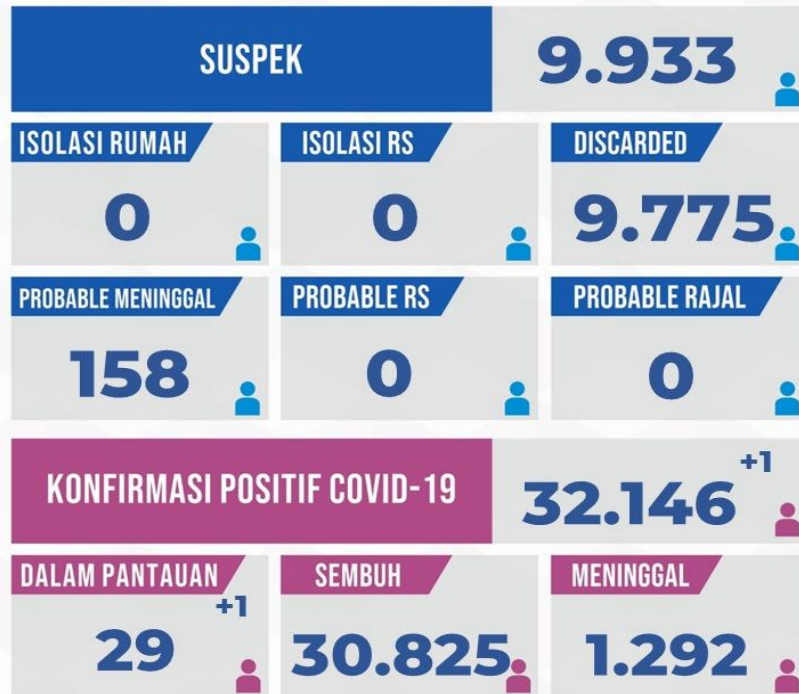 SUSPEK
9.933
ISOLASI RUMAH
0
ISOLASI RS
0
DISCARDED
9.775
PROBABLE MENINGGAL
158
PROBABLE RS
0
PROBABLE RAJAL
0
KONFIRMASI POSITIF COVID-19
32.146 +1
DALAM PANTAUAN
29 +1
SEMBUH
30.825
MENINGGAL
1.292